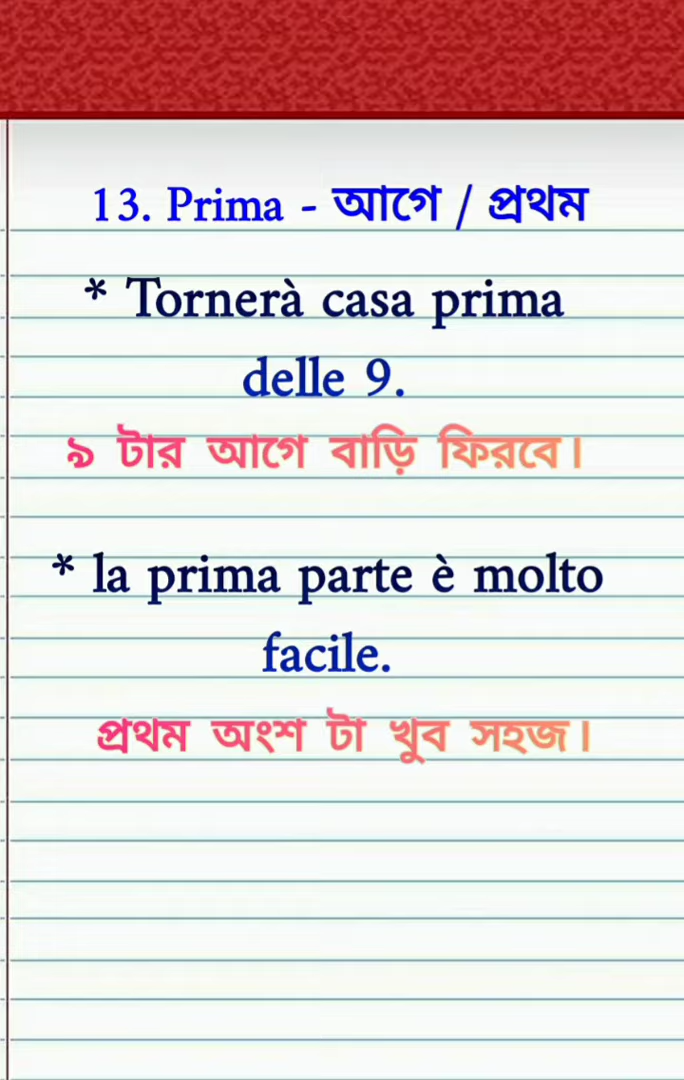 13. Prima - আগে / প্রথম
* Tornerà casa prima
delle 9.
৯ টার আগে বাড়ি ফিরবে।
* la prima parte è molto
facile.
প্রথম অংশ টা খুব সহজ।